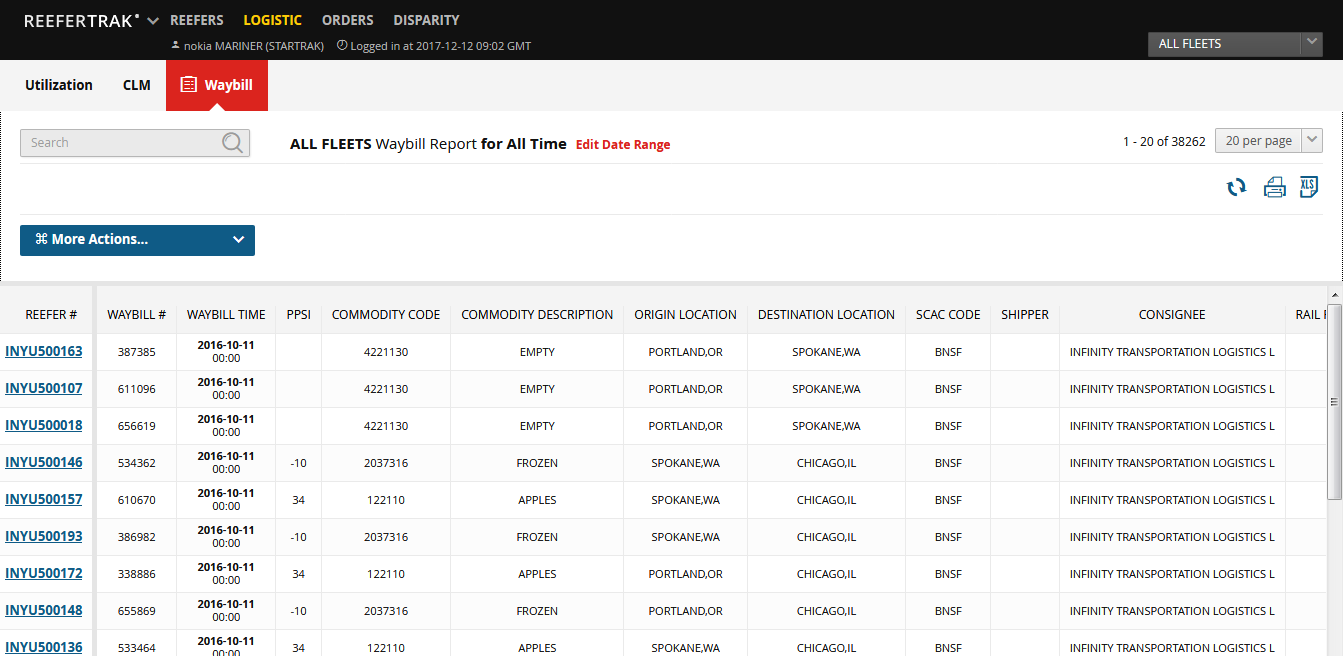 REEFERTRAK REEFERS LOGISTIC ORDERS DISPARITY
nokia MARINER (STARTRAK) Logged in at 2017-12-12 09:02 GMT
ALL FLEETS
Utilization CLM Waybill
Search ALL FLEETS Waybill Report for All Time Edit Date Range 1 - 20 of 38262 20 per page
XLS
⌘ More Actions...
REEFER # WAYBILL # WAYBILL TIME PPSI COMMODITY CODE COMMODITY DESCRIPTION ORIGIN LOCATION DESTINATION LOCATION SCAC CODE SHIPPER CONSIGNEE RAIL
INYU500163 387385 2016-10-11 00:00 4221130 EMPTY PORTLAND,OR SPOKANE,WA BNSF INFINITY TRANSPORTATION LOGISTICS L
INYU500107 611096 2016-10-11 00:00 4221130 EMPTY PORTLAND,OR SPOKANE,WA BNSF INFINITY TRANSPORTATION LOGISTICS L
INYU500018 656619 2016-10-11 00:00 4221130 EMPTY PORTLAND,OR SPOKANE,WA BNSF INFINITY TRANSPORTATION LOGISTICS L
INYU500146 534362 2016-10-11 00:00 -10 2037316 FROZEN SPOKANE,WA CHICAGO,IL BNSF INFINITY TRANSPORTATION LOGISTICS L
INYU500157 610670 2016-10-11 00:00 34 122110 APPLES SPOKANE,WA CHICAGO,IL BNSF INFINITY TRANSPORTATION LOGISTICS L
INYU500193 386982 2016-10-11 00:00 -10 2037316 FROZEN SPOKANE,WA CHICAGO,IL BNSF INFINITY TRANSPORTATION LOGISTICS L
INYU500172 338886 2016-10-11 00:00 34 122110 APPLES PORTLAND,OR CHICAGO,IL BNSF INFINITY TRANSPORTATION LOGISTICS L
INYU500148 655869 2016-10-11 00:00 -10 2037316 FROZEN PORTLAND,OR CHICAGO,IL BNSF INFINITY TRANSPORTATION LOGISTICS L
INYU500136 533464 2016-10-11 00:00 34 122110 APPLES SPOKANE,WA CHICAGO,IL BNSF INFINITY TRANSPORTATION LOGISTICS L